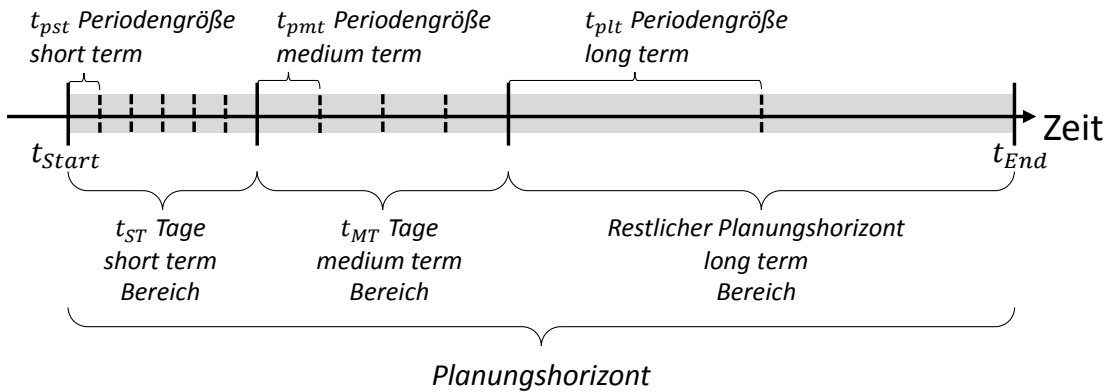 t_pst Periodengröße
short term
t_pmt Periodengröße
medium term
t_plt Periodengröße
long term
Zeit
t_Start
t_End
t_ST Tage
short term
Bereich
t_MT Tage
medium term
Bereich
Restlicher Planungshorizont
long term
Bereich
Planungshorizont